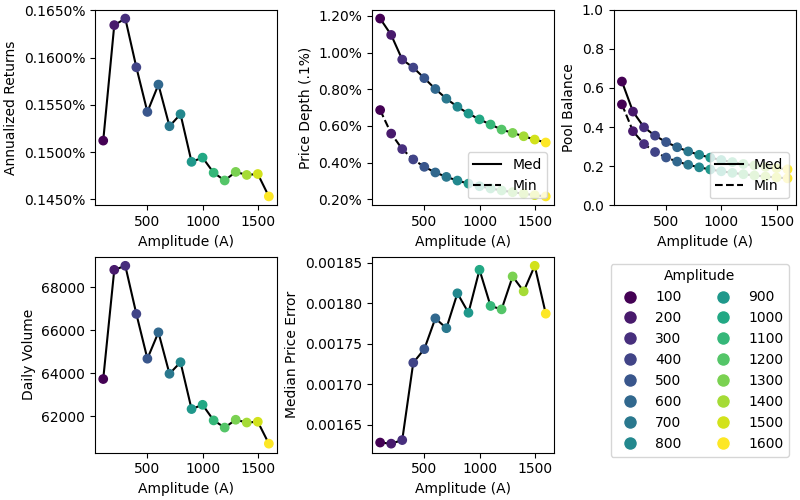 Annualized Returns
0.1650%
0.1600%
0.1550%
0.1500%
0.1450%
500 1000 1500
Amplitude (A)
Price Depth (.1%)
1.20%
1.00%
0.80%
0.60%
0.40%
0.20%
Med
Min
500 1000 1500
Amplitude (A)
Pool Balance
1.0
0.8
0.6
0.4
0.2
0.0
Med
Min
500 1000 1500
Amplitude (A)
Daily Volume
68000
66000
64000
62000
500 1000 1500
Amplitude (A)
Median Price Error
0.00185
0.00180
0.00175
0.00170
0.00165
500 1000 1500
Amplitude (A)
Amplitude
100 900
200 1000
300 1100
400 1200
500 1300
600 1400
700 1500
800 1600